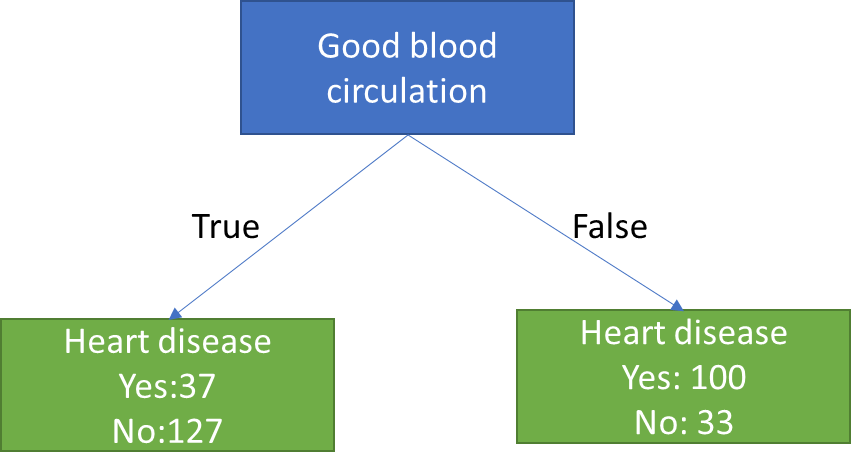 Good blood
circulation
True
False
Heart disease
Yes:37
No:127
Heart disease
Yes: 100
No: 33